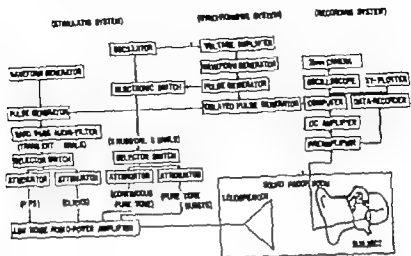 (STIMULATING SYSTEM)
(SYNCHRONIZING SYSTEM)
(RECORDING SYSTEM)
OSCILLATOR
VOLTAGE AMPLIFIER
35mm CAMERA
WAVEFORM GENERATOR
WAVEFORM GENERATOR
OSCILLOSCOPE
X-Y-PLOTTER
ELECTRONIC SWITCH
PULSE GENERATOR
PULSE GENERATOR
DELAYED PULSE GENERATOR
COMPUTER
DATA-RECORDER
AUDIO-FILTER
DC AMPLIFIER
SELECTOR SWITCH
SELECTOR SWITCH
PREAMPLIFIER
ATTENUATOR
ATTENUATOR
ATTENUATOR
ATTENUATOR
SOUND PROOF ROOM
(CONTINUOUS PURE TONE)
(PURE TONE BURSTS)
LOUDSPEAKER
(CLICKS)
LOW NOISE AUDIO-POWER AMPLIFIER
SUBJECT